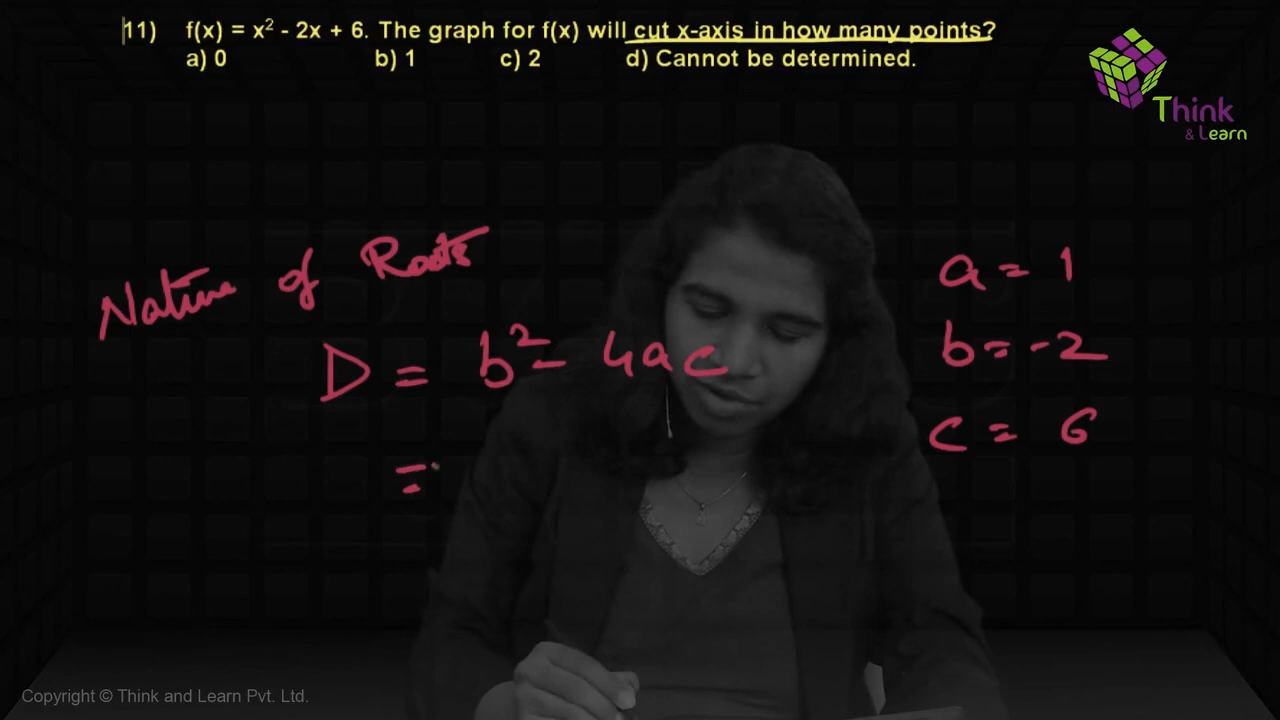 11) f(x) = x² - 2x + 6. The graph for f(x) will cut x-axis in how many points?
a) 0 b) 1 c) 2 d) Cannot be determined.
Think
& Learn
Nature of Roots
D = b² - 4ac
=
a = 1
b = -2
c = 6
Copyright © Think and Learn Pvt. Ltd.